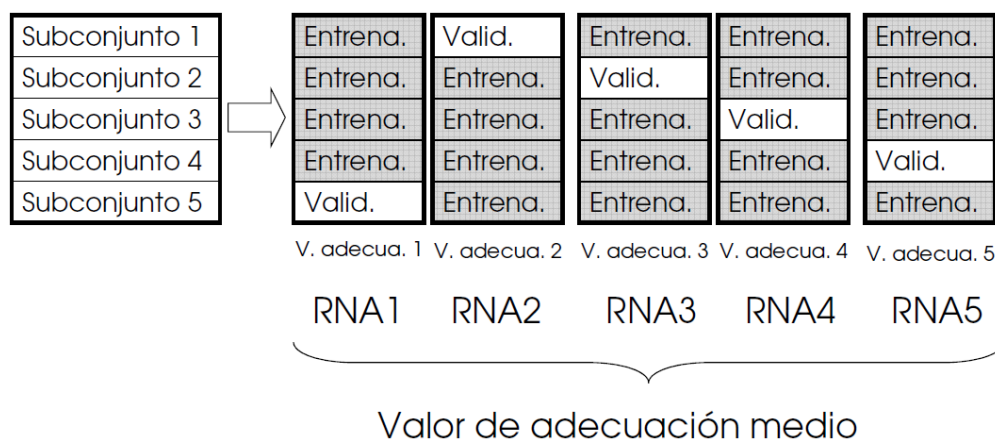 Subconjunto 1
Subconjunto 2
Subconjunto 3
Subconjunto 4
Subconjunto 5
Entrena. Valid. Entrena. Entrena. Entrena.
Entrena. Entrena. Valid. Entrena. Entrena.
Entrena. Entrena. Entrena. Valid. Entrena.
Entrena. Entrena. Entrena. Entrena. Valid.
Valid. Entrena. Entrena. Entrena. Entrena.
V. adecua. 1 V. adecua. 2 V. adecua. 3 V. adecua. 4 V. adecua. 5
RNA1 RNA2 RNA3 RNA4 RNA5
Valor de adecuación medio